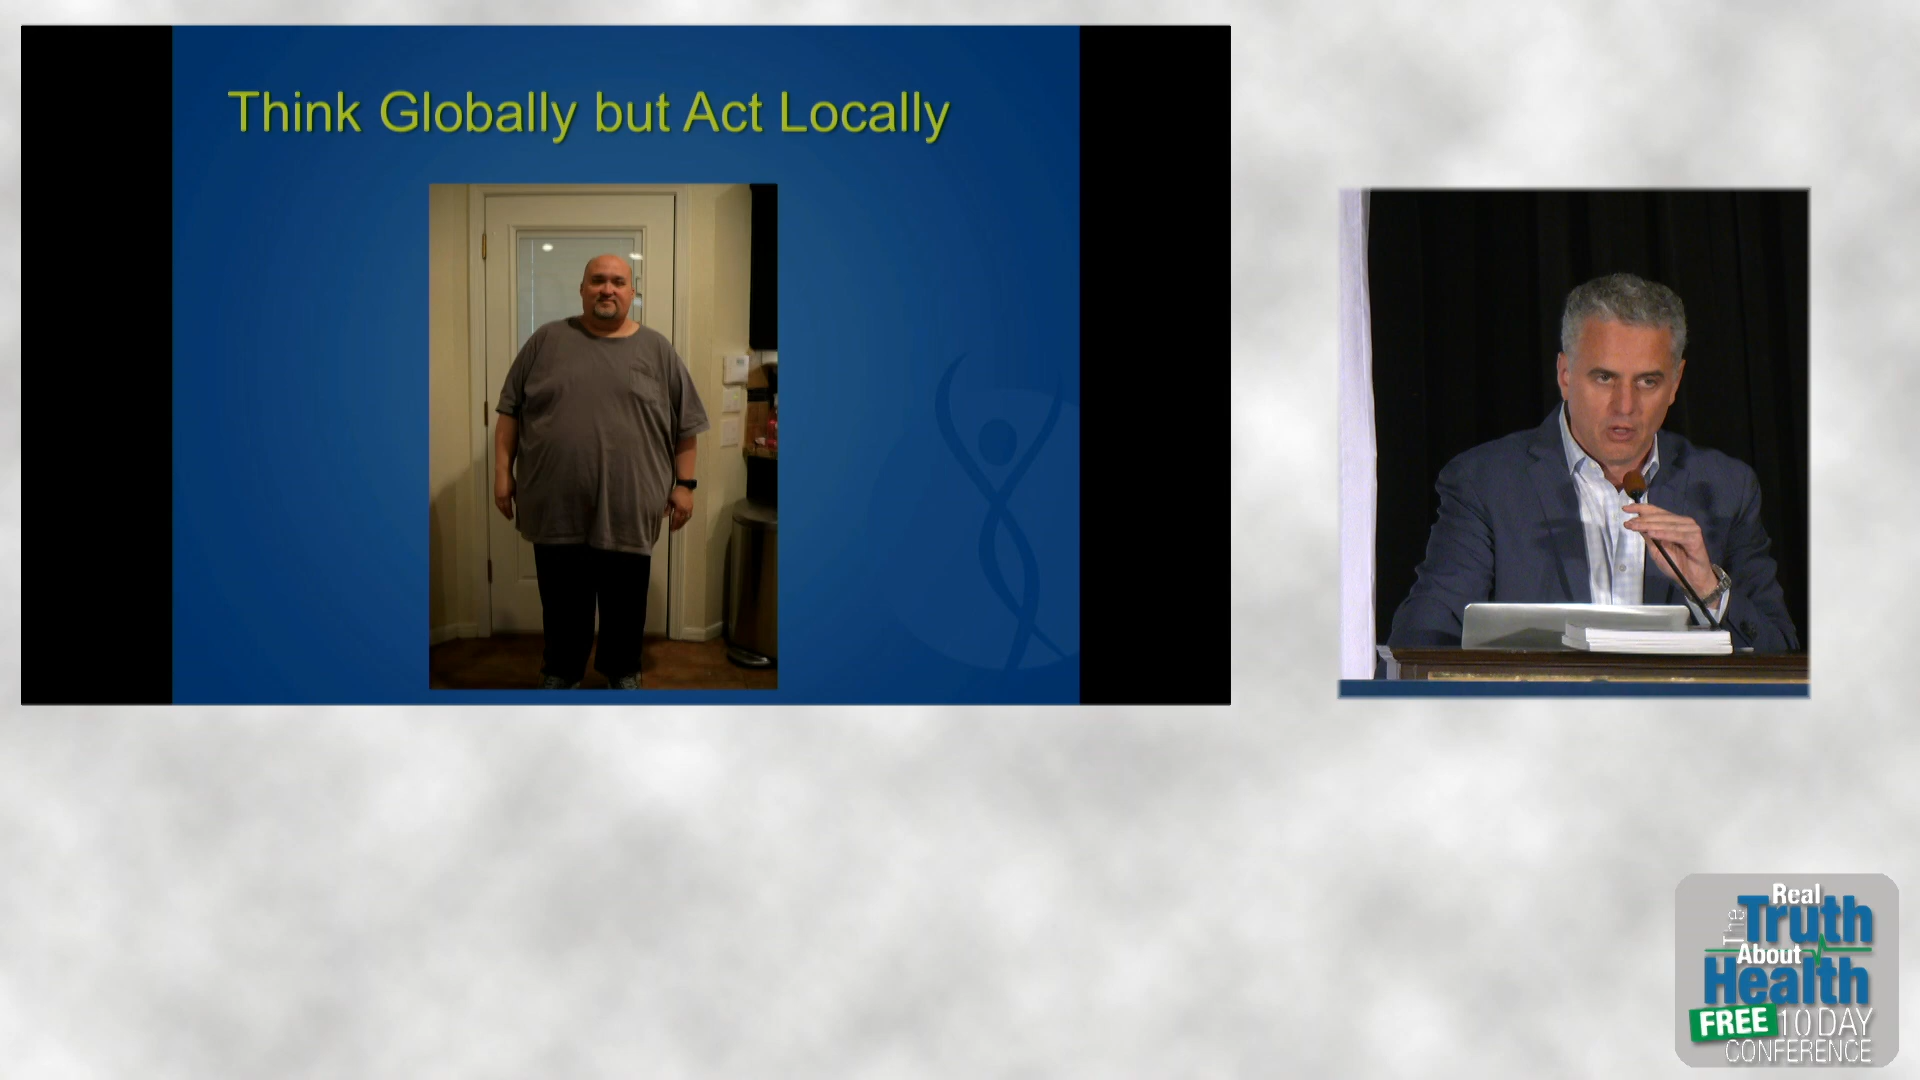 Think Globally but Act Locally
The Real
Truth
About
Health
FREE 10 DAY
CONFERENCE